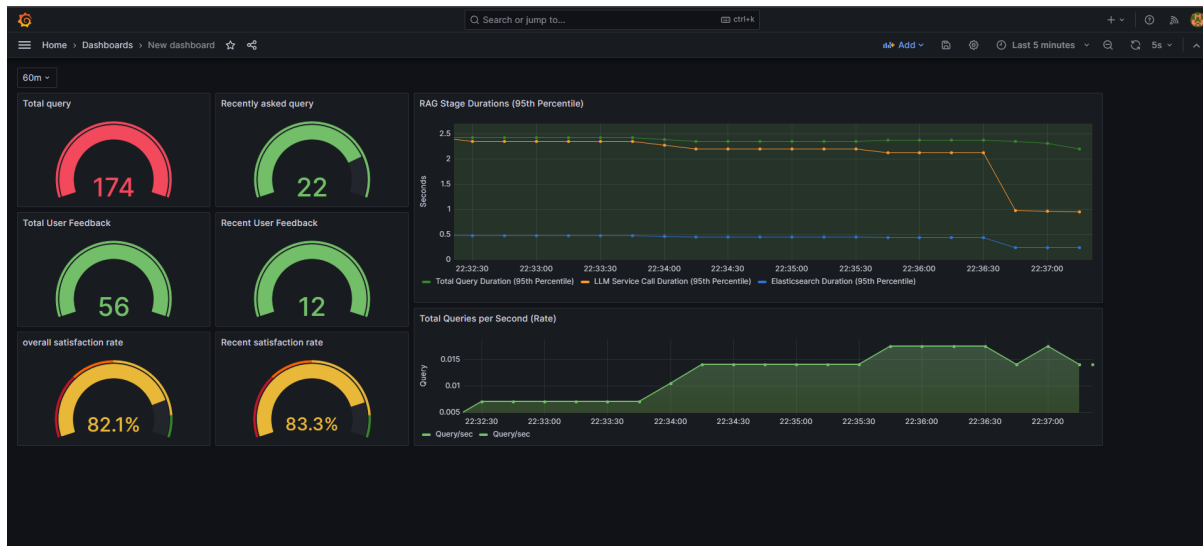 Search or jump to... ctrl+k
Home › Dashboards › New dashboard
Add
Last 5 minutes
5s
60m
Total query
174
Recently asked query
22
Total User Feedback
56
Recent User Feedback
12
overall satisfaction rate
82.1%
Recent satisfaction rate
83.3%
RAG Stage Durations (95th Percentile)
Seconds
2.5
2
1.5
1
0.5
0
22:32:30 22:33:00 22:33:30 22:34:00 22:34:30 22:35:00 22:35:30 22:36:00 22:36:30 22:37:00
Total Query Duration (95th Percentile) LLM Service Call Duration (95th Percentile) Elasticsearch Duration (95th Percentile)
Total Queries per Second (Rate)
Query
0.015
0.01
0.005
22:32:30 22:33:00 22:33:30 22:34:00 22:34:30 22:35:00 22:35:30 22:36:00 22:36:30 22:37:00
Query/sec Query/sec